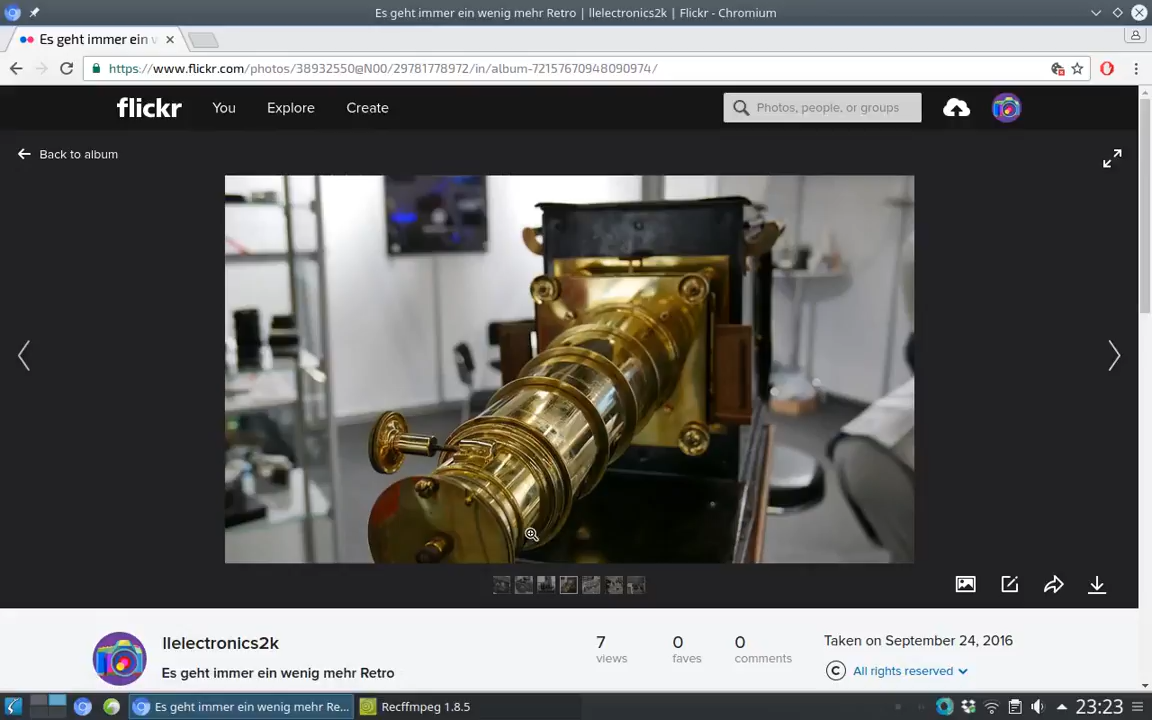 Es geht immer ein wenig mehr Retro | llelectronics2k | Flickr - Chromium
Es geht immer ein w
https://www.flickr.com/photos/38932550@N00/29781778972/in/album-72157670948090974/
flickr You Explore Create Photos, people, or groups
Back to album
llelectronics2k
Es geht immer ein wenig mehr Retro
7 views
0 faves
0 comments
Taken on September 24, 2016
All rights reserved
Es geht immer ein wenig mehr Re... Recffmpeg 1.8.5 23:23